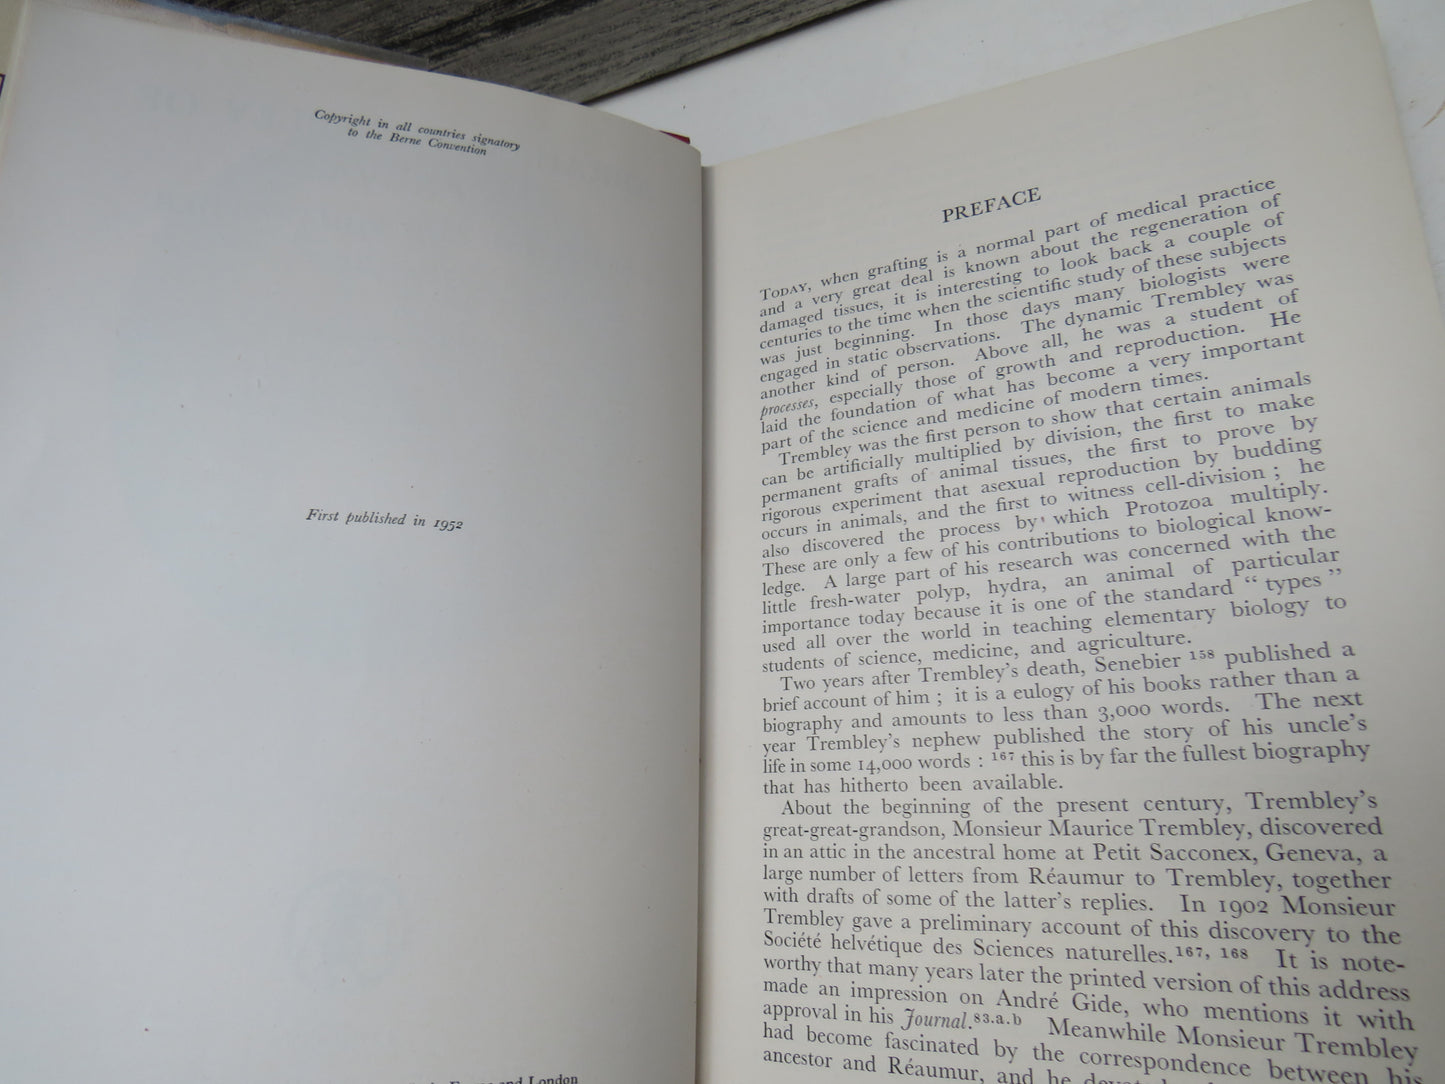 Copyright in all countries signatory
to the Berne Convention
First published in 1952
and London
PREFACE
TODAY, when grafting is a normal part of medical practice
and a very great deal is known about the regeneration of
damaged tissues, it is interesting to look back a couple of
centuries to the time when the scientific study of these subjects
was just beginning. In those days many biologists were
engaged in static observations. The dynamic Trembley was
another kind of person. Above all, he was a student of
processes, especially those of growth and reproduction. He
laid the foundation of what has become a very important
part of the science and medicine of modern times.
Trembley was the first person to show that certain animals
can be artificially multiplied by division, the first to make
permanent grafts of animal tissues, the first to prove by
rigorous experiment that asexual reproduction by budding
occurs in animals, and the first to witness cell-division ; he
also discovered the process by which Protozoa multiply.
These are only a few of his contributions to biological know-
ledge. A large part of his research was concerned with the
little fresh-water polyp, hydra, an animal of particular
importance today because it is one of the standard “ types ”
used all over the world in teaching elementary biology to
students of science, medicine, and agriculture.
Two years after Trembley's death, Senebier 158 published a
brief account of him ; it is a eulogy of his books rather than a
biography and amounts to less than 3,000 words. The next
year Trembley's nephew published the story of his uncle's
life in some 14,000 words : 167 this is by far the fullest biography
that has hitherto been available.
About the beginning of the present century, Trembley's
great-great-grandson, Monsieur Maurice Trembley, discovered
in an attic in the ancestral home at Petit Sacconex, Geneva, a
large number of letters from Réaumur to Trembley, together
with drafts of some of the latter's replies. In 1902 Monsieur
Trembley gave a preliminary account of this discovery to the
Société helvétique des Sciences naturelles.167, 168 It is note-
worthy that many years later the printed version of this address
made an impression on André Gide, who mentions it with
approval in his Journal.83.a.b Meanwhile Monsieur Trembley
had become fascinated by the correspondence between his
ancestor and Réaumur, and he